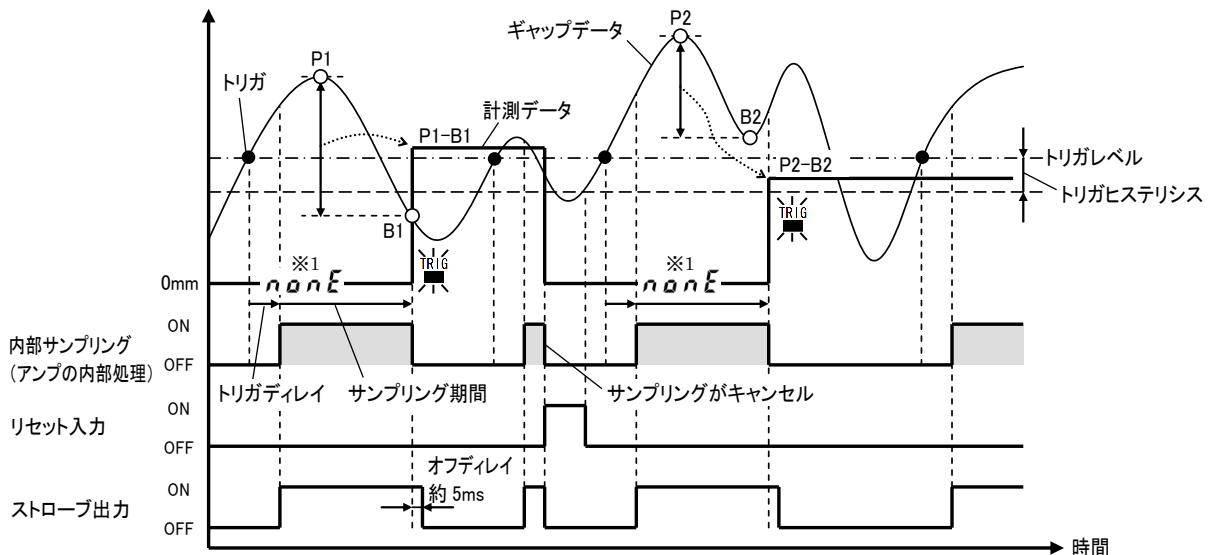 P2
ギャップデータ
P1
トリガ
計測データ
B2
P1-B1
トリガレベル
P2-B2
トリガヒステリシス
B1
TRIG
TRIG
※1
※1
0mm
nonE
nonE
ON
内部サンプリング
(アンプの内部処理)
OFF
トリガディレイ
サンプリング期間
サンプリングがキャンセル
ON
リセット入力
OFF
オフディレイ
ON
約 5ms
ストローブ出力
OFF
時間